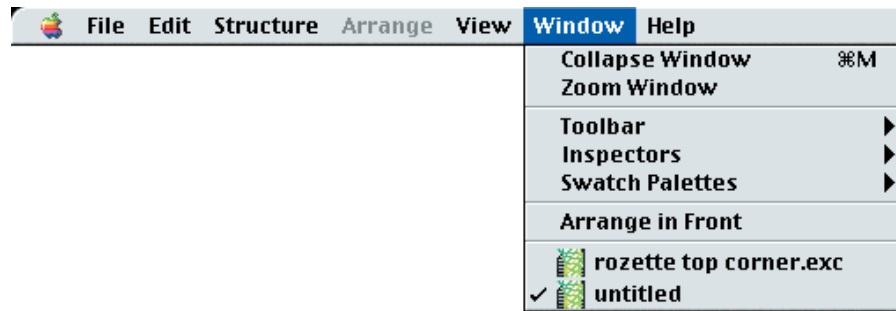 File Edit Structure Arrange View Window Help
Collapse Window ⌘M
Zoom Window
Toolbar
Inspectors
Swatch Palettes
Arrange in Front
rozette top corner.exc
untitled